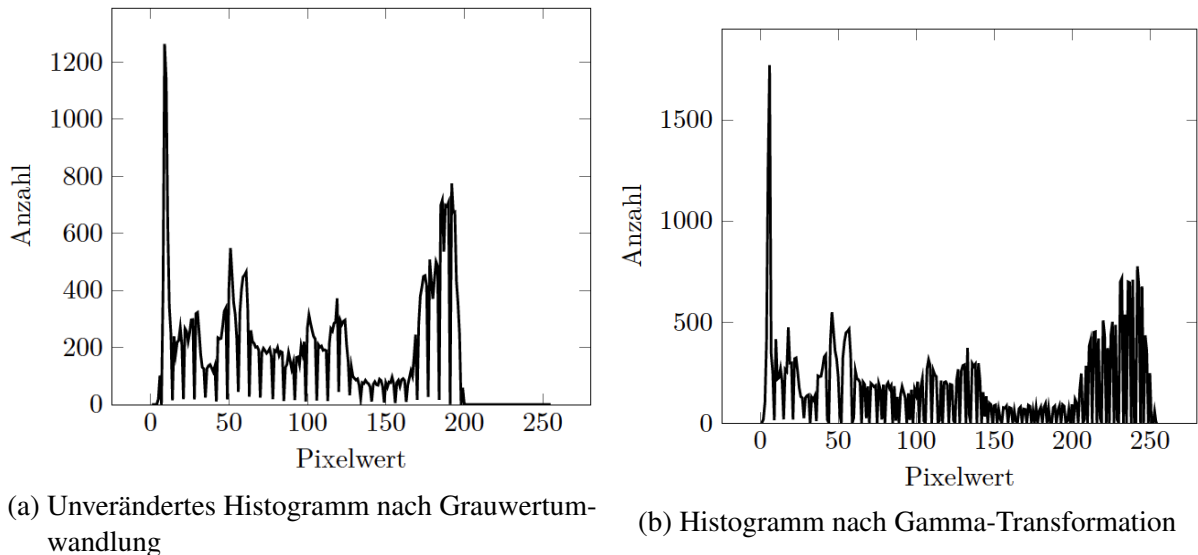 1200
1000
800
600
400
200
0
Anzahl
0 50 100 150 200 250
Pixelwert
(a) Unverändertes Histogramm nach Grauwertum-
wandlung
1500
1000
500
0
Anzahl
0 50 100 150 200 250
Pixelwert
(b) Histogramm nach Gamma-Transformation